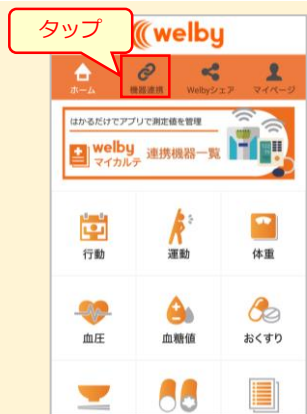 タップ
welby
ホーム
機器連携
Welbyシェア
マイページ
はかるだけでアプリで測定値を管理
welby
マイカルテ
連携機器一覧
行動
運動
体重
血圧
血糖値
おくすり